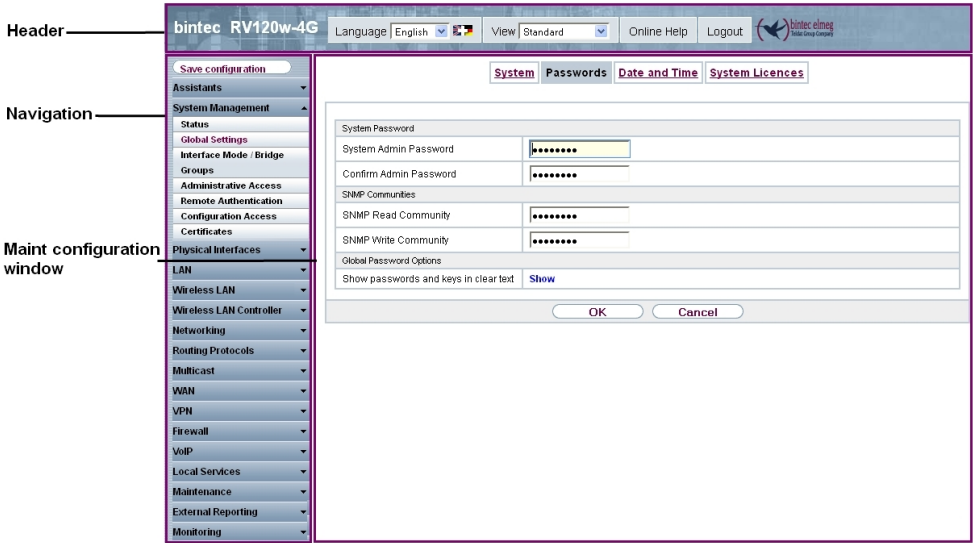 Header
bintec RV120w-4G
Language English
View Standard
Online Help
Logout
bintec elmeg
Teldat Group Company
Navigation
Save configuration
Assistants
System Management
Status
Global Settings
Interface Mode / Bridge
Groups
Administrative Access
Remote Authentication
Configuration Access
Certificates
Physical Interfaces
LAN
Wireless LAN
Wireless LAN Controller
Networking
Routing Protocols
Multicast
WAN
VPN
Firewall
VoIP
Local Services
Maintenance
External Reporting
Monitoring
Maint configuration
window
System Passwords Date and Time System Licences
System Password
System Admin Password ••••••••
Confirm Admin Password ••••••••
SNMP Communities
SNMP Read Community ••••••••
SNMP Write Community ••••••••
Global Password Options
Show passwords and keys in clear text Show
OK Cancel